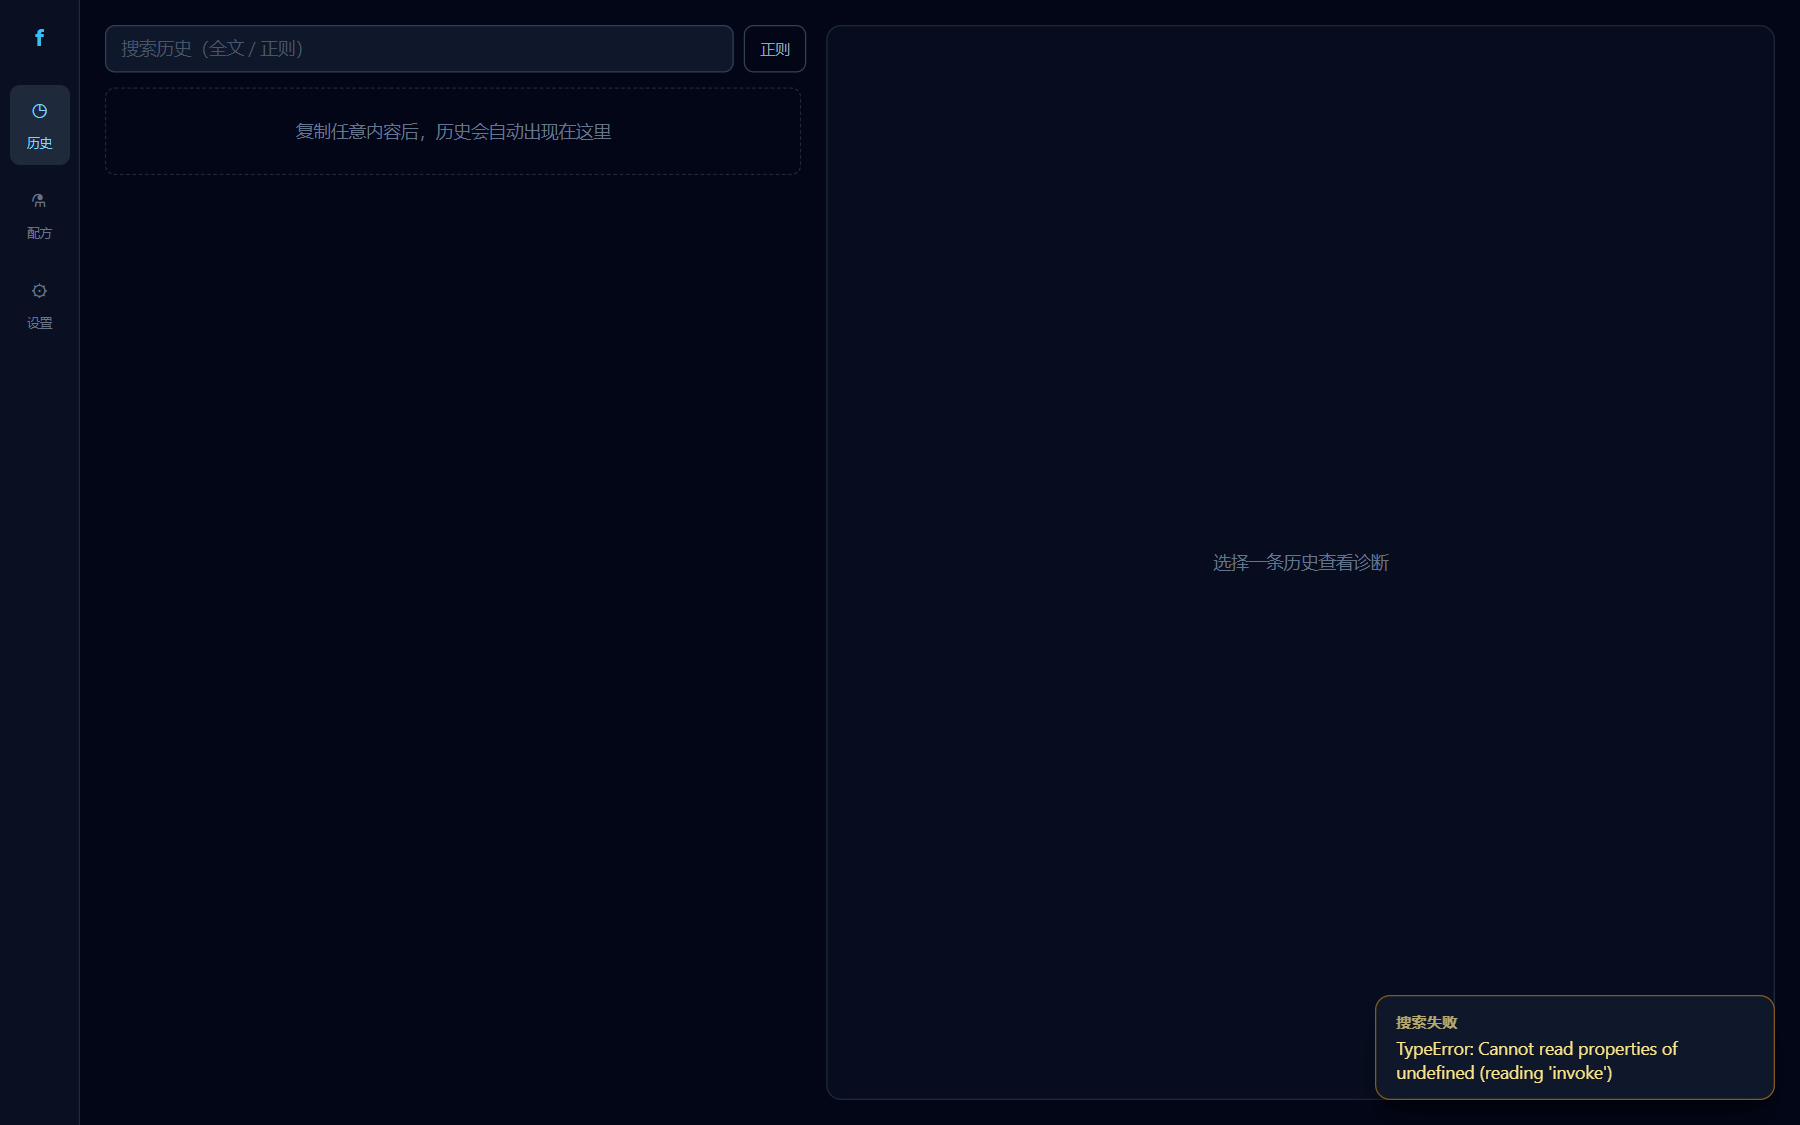 f
历史
配方
设置
搜索历史（全文 / 正则）
正则
复制任意内容后，历史会自动出现在这里
选择一条历史查看诊断
搜索失败
TypeError: Cannot read properties of
undefined (reading 'invoke')